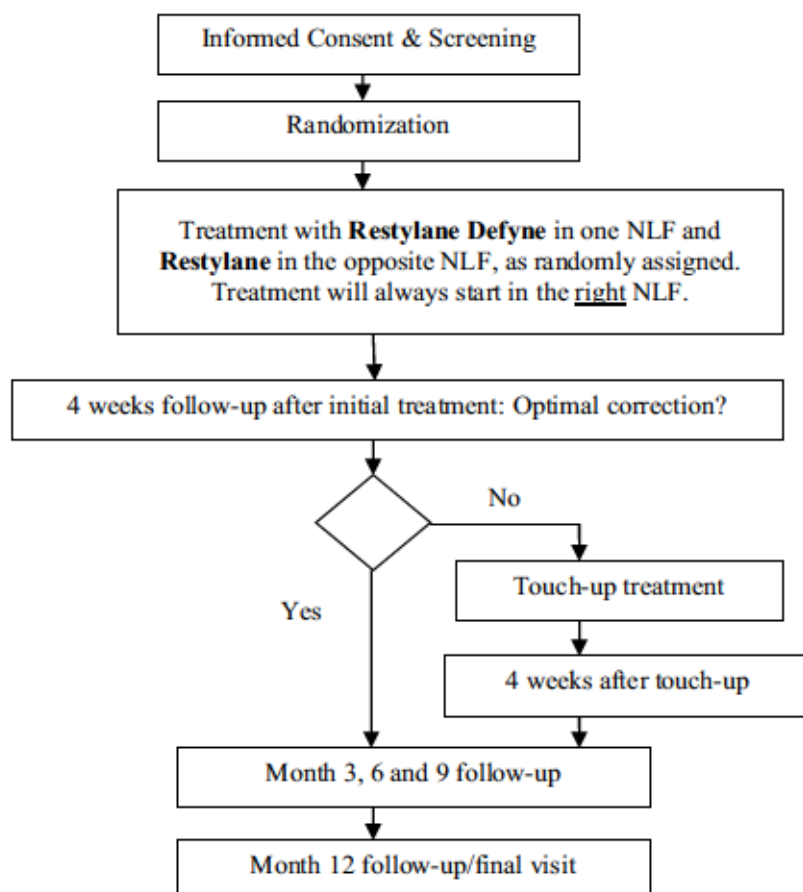 Informed Consent & Screening
Randomization
Treatment with Restylane Defyne in one NLF and
Restylane in the opposite NLF, as randomly assigned.
Treatment will always start in the right NLF.
4 weeks follow-up after initial treatment: Optimal correction?
No
Touch-up treatment
Yes
4 weeks after touch-up
Month 3, 6 and 9 follow-up
Month 12 follow-up/final visit